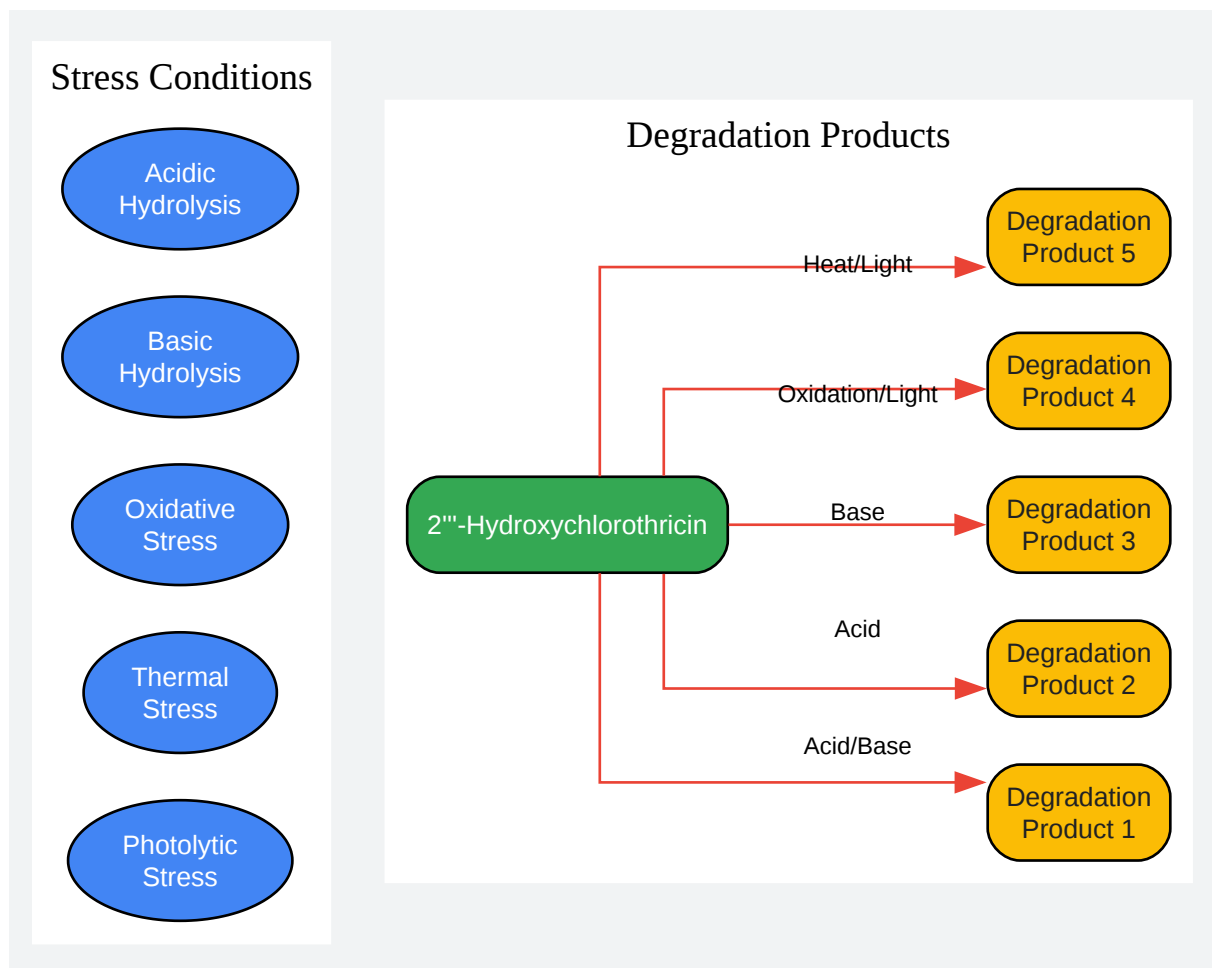 Stress Conditions
Acidic
Hydrolysis
Basic
Hydrolysis
Oxidative
Stress
Thermal
Stress
Photolytic
Stress
Degradation Products
2'''-Hydroxychlorothricin
Heat/Light
Degradation
Product 5
Oxidation/Light
Degradation
Product 4
Base
Degradation
Product 3
Acid
Degradation
Product 2
Acid/Base
Degradation
Product 1